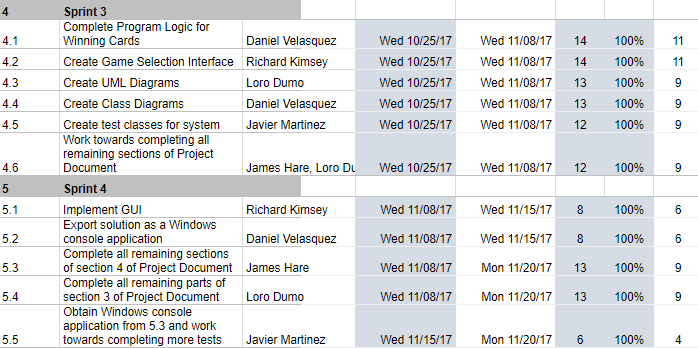 4 Sprint 3
Complete Program Logic for
4.1 Winning Cards Daniel Velasquez Wed 10/25/17 Wed 11/08/17 14 100% 11
4.2 Create Game Selection Interface Richard Kimsey Wed 10/25/17 Wed 11/08/17 14 100% 11
4.3 Create UML Diagrams Loro Dumo Wed 10/25/17 Wed 11/08/17 13 100% 9
4.4 Create Class Diagrams Daniel Velasquez Wed 10/25/17 Wed 11/08/17 13 100% 9
4.5 Create test classes for system Javier Martinez Wed 10/25/17 Wed 11/08/17 12 100% 9
Work towards completing all
remaining sections of Project
4.6 Document James Hare, Loro Du Wed 10/25/17 Wed 11/08/17 12 100% 9
5 Sprint 4
5.1 Implement GUI Richard Kimsey Wed 11/08/17 Wed 11/15/17 8 100% 6
Export solution as a Windows
5.2 console application Daniel Velasquez Wed 11/08/17 Wed 11/15/17 8 100% 6
Complete all remaining sections
5.3 of section 4 of Project Document James Hare Wed 11/08/17 Mon 11/20/17 13 100% 9
Complete all remaining parts of
5.4 section 3 of Project Document Loro Dumo Wed 11/08/17 Mon 11/20/17 13 100% 9
Obtain Windows console
application from 5.3 and work
5.5 towards completing more tests Javier Martinez Wed 11/15/17 Mon 11/20/17 6 100% 4